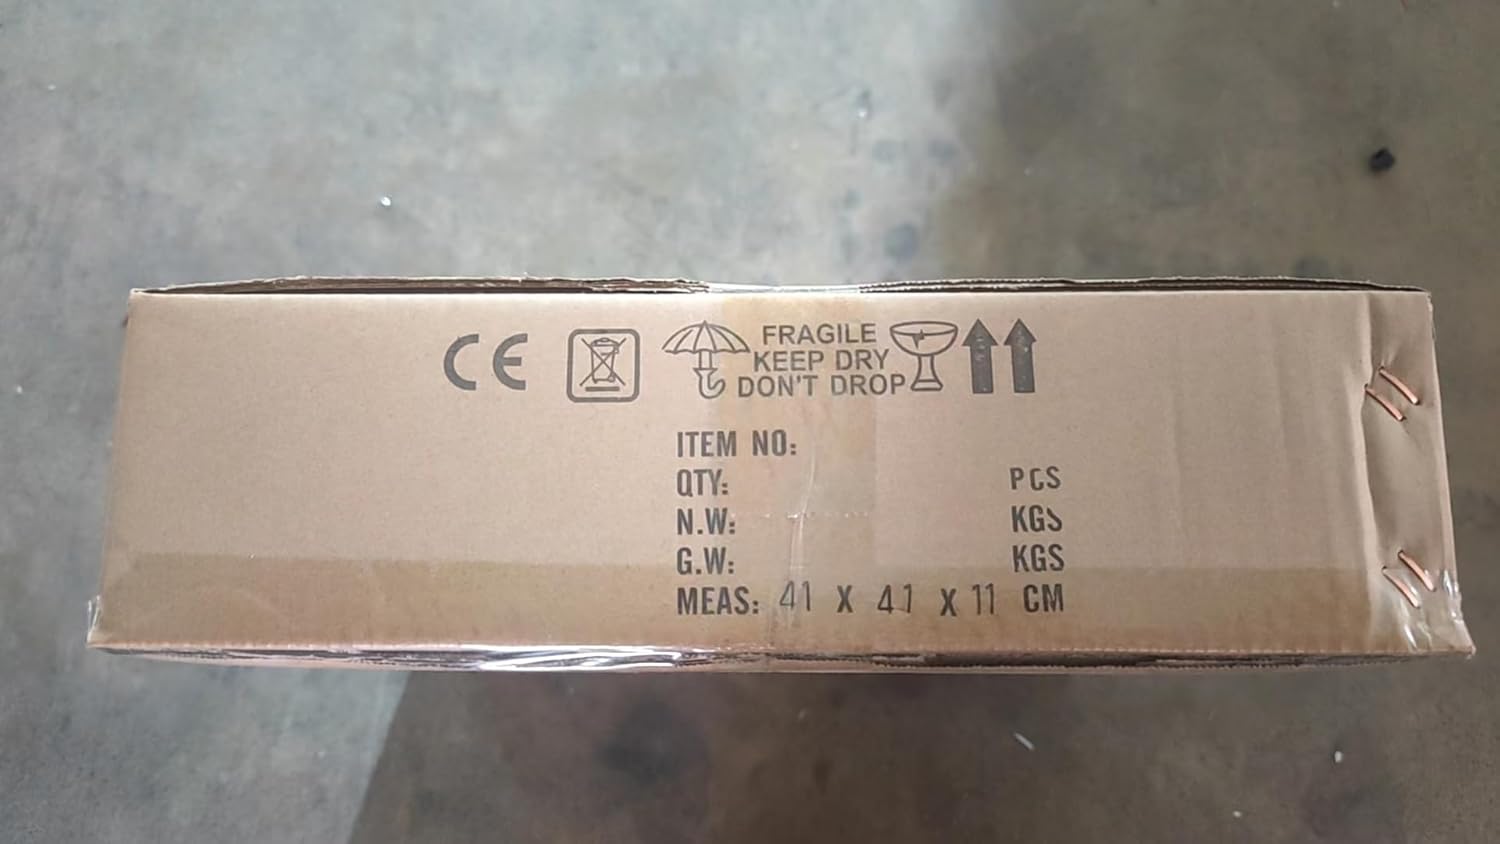 CE
FRAGILE
KEEP DRY
DON'T DROP
ITEM NO:
QTY: PCS
N.W: KGS
G.W: KGS
MEAS: 41 X 41 X 11 CM